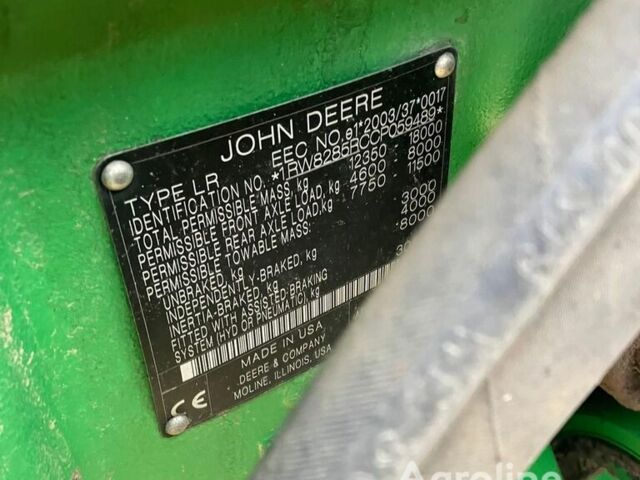 JOHN DEERE
TYPE LR EEC NO. e1*2003/37*0017
IDENTIFICATION NO. *1RW8285RCCP059489*
TOTAL PERMISSIBLE MASS, kg 12350 18000
PERMISSIBLE FRONT AXLE LOAD, kg 4600 8000
PERMISSIBLE REAR AXLE LOAD, kg 7750 11500
PERMISSIBLE TOWABLE MASS:
UNBRAKED, kg 3000
INDEPENDENTLY-BRAKED, kg 4000
INERTIA-BRAKED, kg 8000
FITTED WITH ASSISTED BRAKING
SYSTEM (HYD OR PNEUMATIC), kg
MADE IN USA
DEERE & COMPANY
MOLINE, ILLINOIS, USA
CE
Agroline